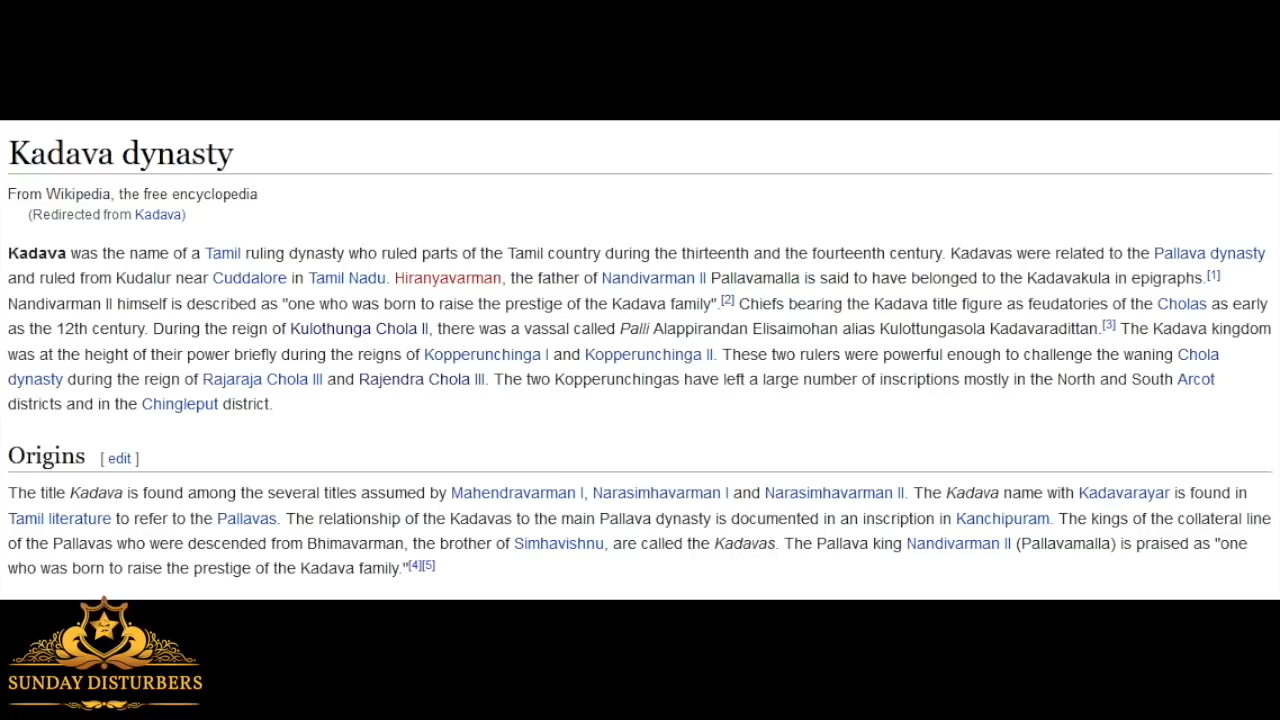 Kadava dynasty
From Wikipedia, the free encyclopedia
(Redirected from Kadava)
Kadava was the name of a Tamil ruling dynasty who ruled parts of the Tamil country during the thirteenth and the fourteenth century. Kadavas were related to the Pallava dynasty
and ruled from Kudalur near Cuddalore in Tamil Nadu. Hiranyavarman, the father of Nandivarman II Pallavamalla is said to have belonged to the Kadavakula in epigraphs.[1]
Nandivarman II himself is described as "one who was born to raise the prestige of the Kadava family".[2] Chiefs bearing the Kadava title figure as feudatories of the Cholas as early
as the 12th century. During the reign of Kulothunga Chola II, there was a vassal called Palli Alappirandan Elisaimohan alias Kulottungasola Kadavaradittan.[3] The Kadava kingdom
was at the height of their power briefly during the reigns of Kopperunchinga I and Kopperunchinga II. These two rulers were powerful enough to challenge the waning Chola
dynasty during the reign of Rajaraja Chola III and Rajendra Chola III. The two Kopperunchingas have left a large number of inscriptions mostly in the North and South Arcot
districts and in the Chingleput district.
Origins [ edit ]
The title Kadava is found among the several titles assumed by Mahendravarman I, Narasimhavarman I and Narasimhavarman II. The Kadava name with Kadavarayar is found in
Tamil literature to refer to the Pallavas. The relationship of the Kadavas to the main Pallava dynasty is documented in an inscription in Kanchipuram. The kings of the collateral line
of the Pallavas who were descended from Bhimavarman, the brother of Simhavishnu, are called the Kadavas. The Pallava king Nandivarman II (Pallavamalla) is praised as "one
who was born to raise the prestige of the Kadava family."[4][5]
SUNDAY DISTURBERS